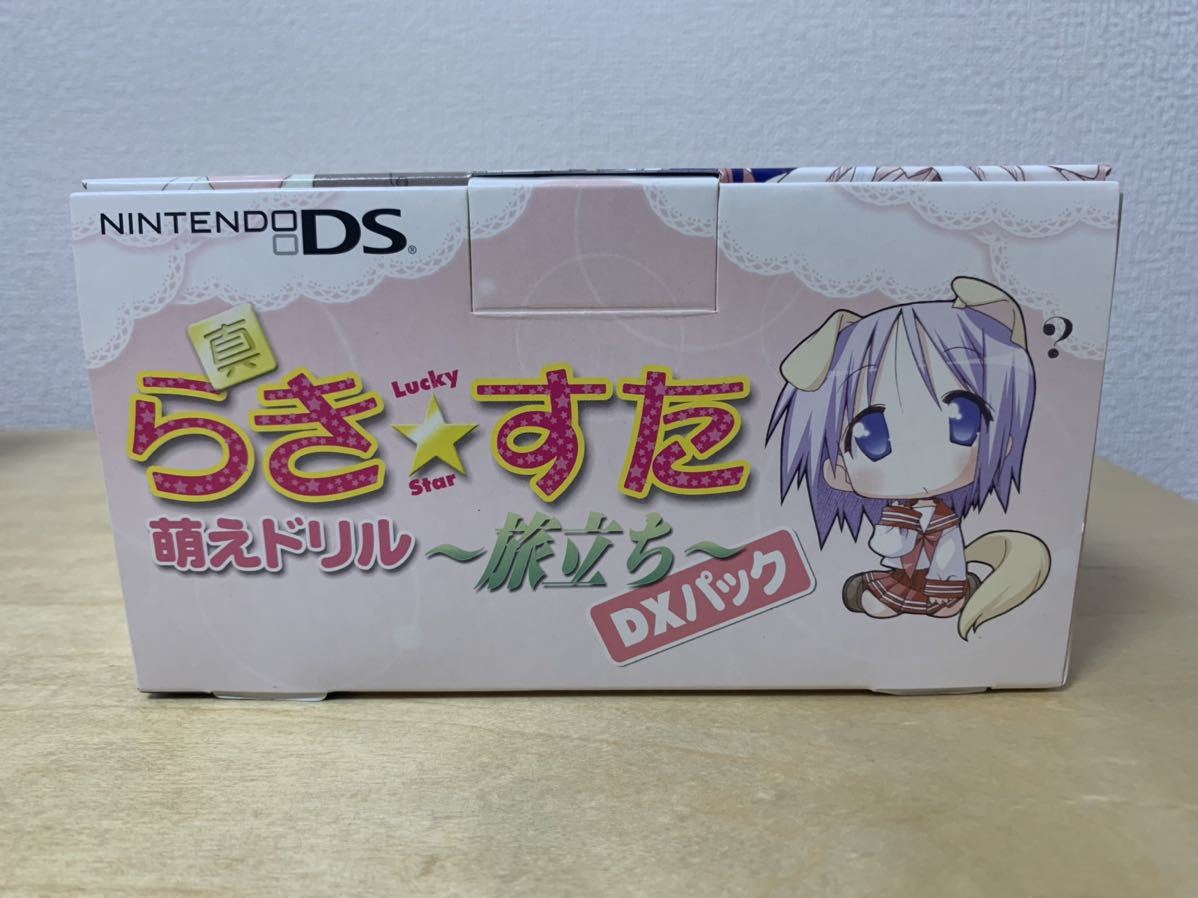 NINTENDO DS®
真
らき☆すた
Lucky
Star
萌えドリル
～旅立ち～
DXパック
?